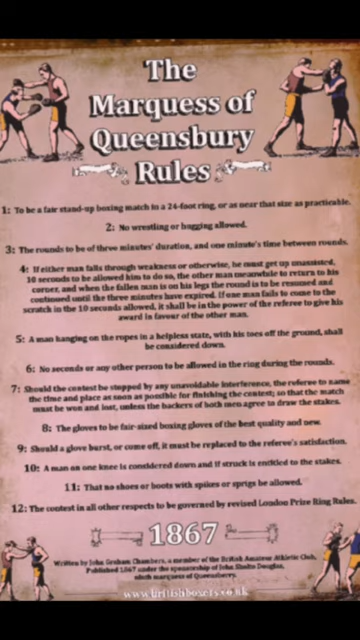 The
Marquess of
Queensbury
Rules
1: To be a fair stand-up boxing match in a 24-foot ring, or as near that size as practicable.
2: No wrestling or hugging allowed.
3: The rounds to be of three minutes' duration, and one minute's time between rounds.
4: If either man falls through weakness or otherwise, he must get up unassisted,
10 seconds to be allowed him to do so, the other man meanwhile to return to his
corner, and when the fallen man is on his legs the round is to be resumed and
continued until the three minutes have expired. If one man fails to come to the
scratch in the 10 seconds allowed, it shall be in the power of the referee to give his
award in favour of the other man.
5: A man hanging on the ropes in a helpless state, with his toes off the ground, shall
be considered down.
6: No seconds or any other person to be allowed in the ring during the rounds.
7: Should the contest be stopped by any unavoidable interference, the referee to name
the time and place as soon as possible for finishing the contest; so that the match
must be won and lost, unless the backers of both men agree to draw the stakes.
8: The gloves to be fair-sized boxing gloves of the best quality and new.
9: Should a glove burst, or come off, it must be replaced to the referee's satisfaction.
10: A man on one knee is considered down and if struck is entitled to the stakes.
11: That no shoes or boots with spikes or sprigs be allowed.
12: The contest in all other respects to be governed by revised London Prize Ring Rules.
1867
Written by John Graham Chambers, a member of the British Amateur Athletic Club,
Published 1867 under the sponsorship of John Sholto Douglas,
ninth marquess of Queensberry.
www.britishboxers.co.uk